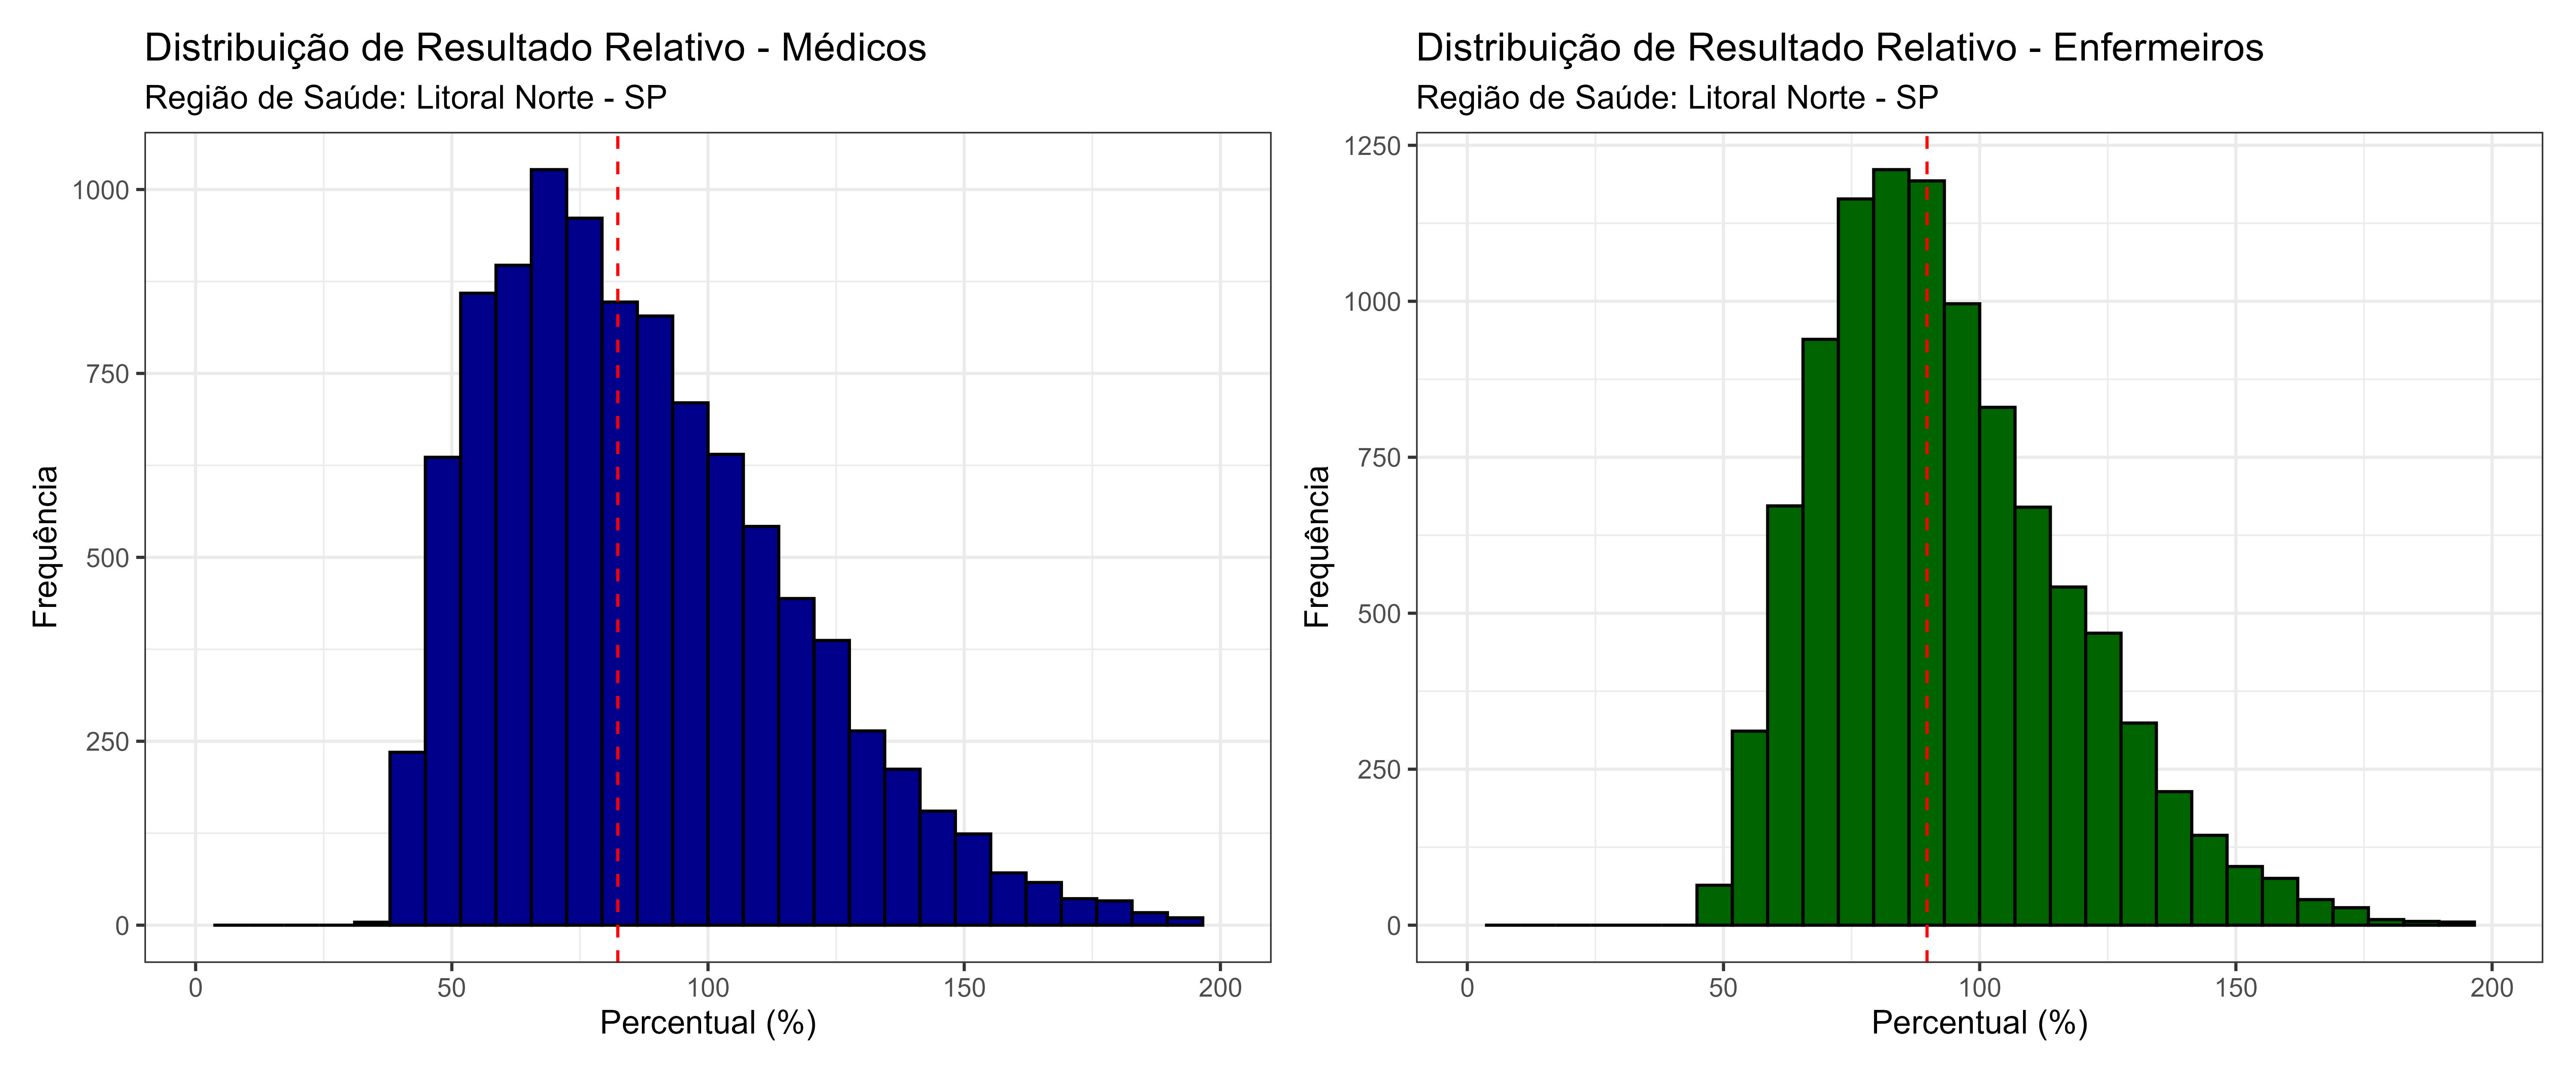 Distribuição de Resultado Relativo - Médicos
Região de Saúde: Litoral Norte - SP
1000
750
500
250
0
Frequência
0 50 100 150 200
Percentual (%)
Distribuição de Resultado Relativo - Enfermeiros
Região de Saúde: Litoral Norte - SP
1250
1000
750
500
250
0
Frequência
0 50 100 150 200
Percentual (%)